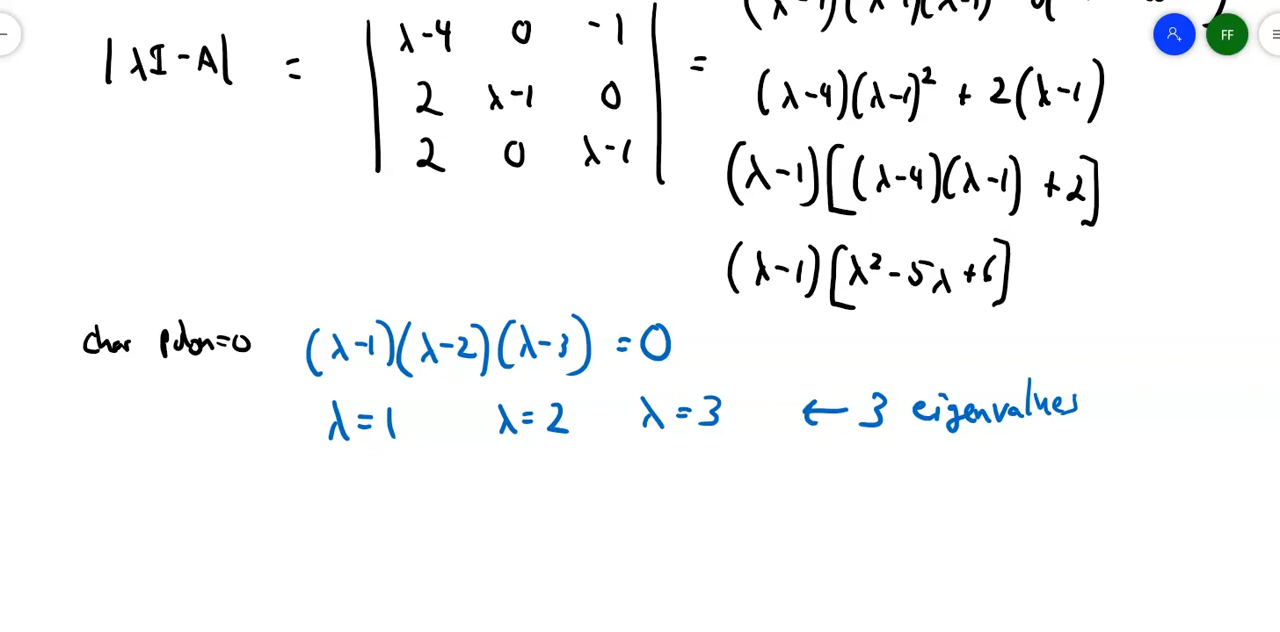 FF
|λI-A| = | λ-4 0 -1 | =
| 2 λ-1 0 |
| 2 0 λ-1 |
(λ-4)(λ-1)² + 2(λ-1)
(λ-1)[(λ-4)(λ-1) +2]
(λ-1)[λ² -5λ +6]
char =0 (λ-1)(λ-2)(λ-3) =0
λ=1 λ=2 λ=3 ← 3 eigenvalues